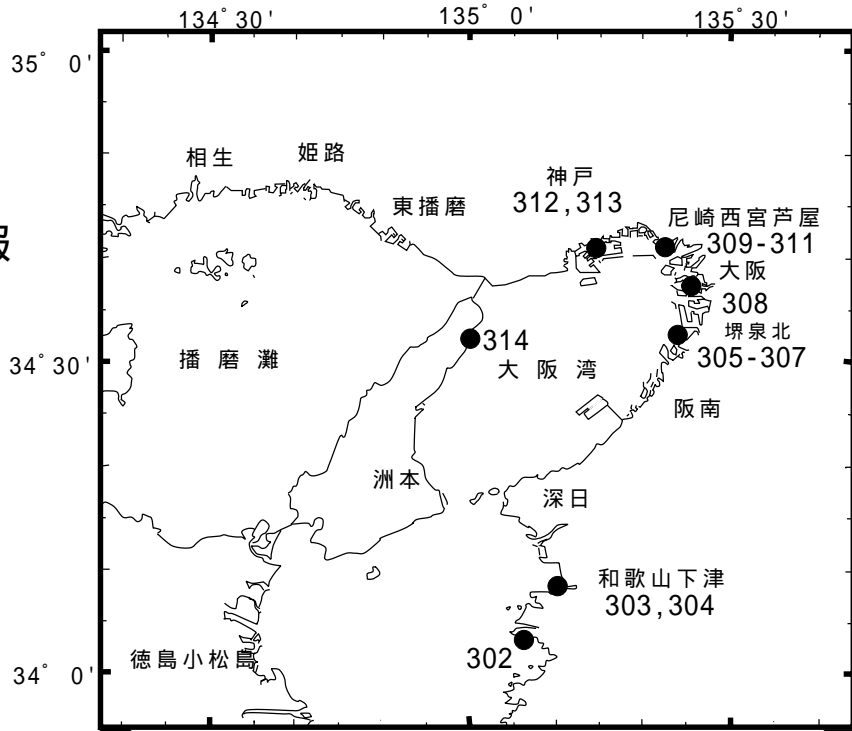 134° 30'
135° 0'
135° 30'
35° 0'
相生
姫路
神戸
312,313
東播磨
尼崎西宮芦屋
309-311
報
大阪
308
314
堺泉北
305-307
34° 30'
播磨灘
大阪湾
阪南
洲本
深日
和歌山下津
303,304
302
徳島小松島
34° 0'